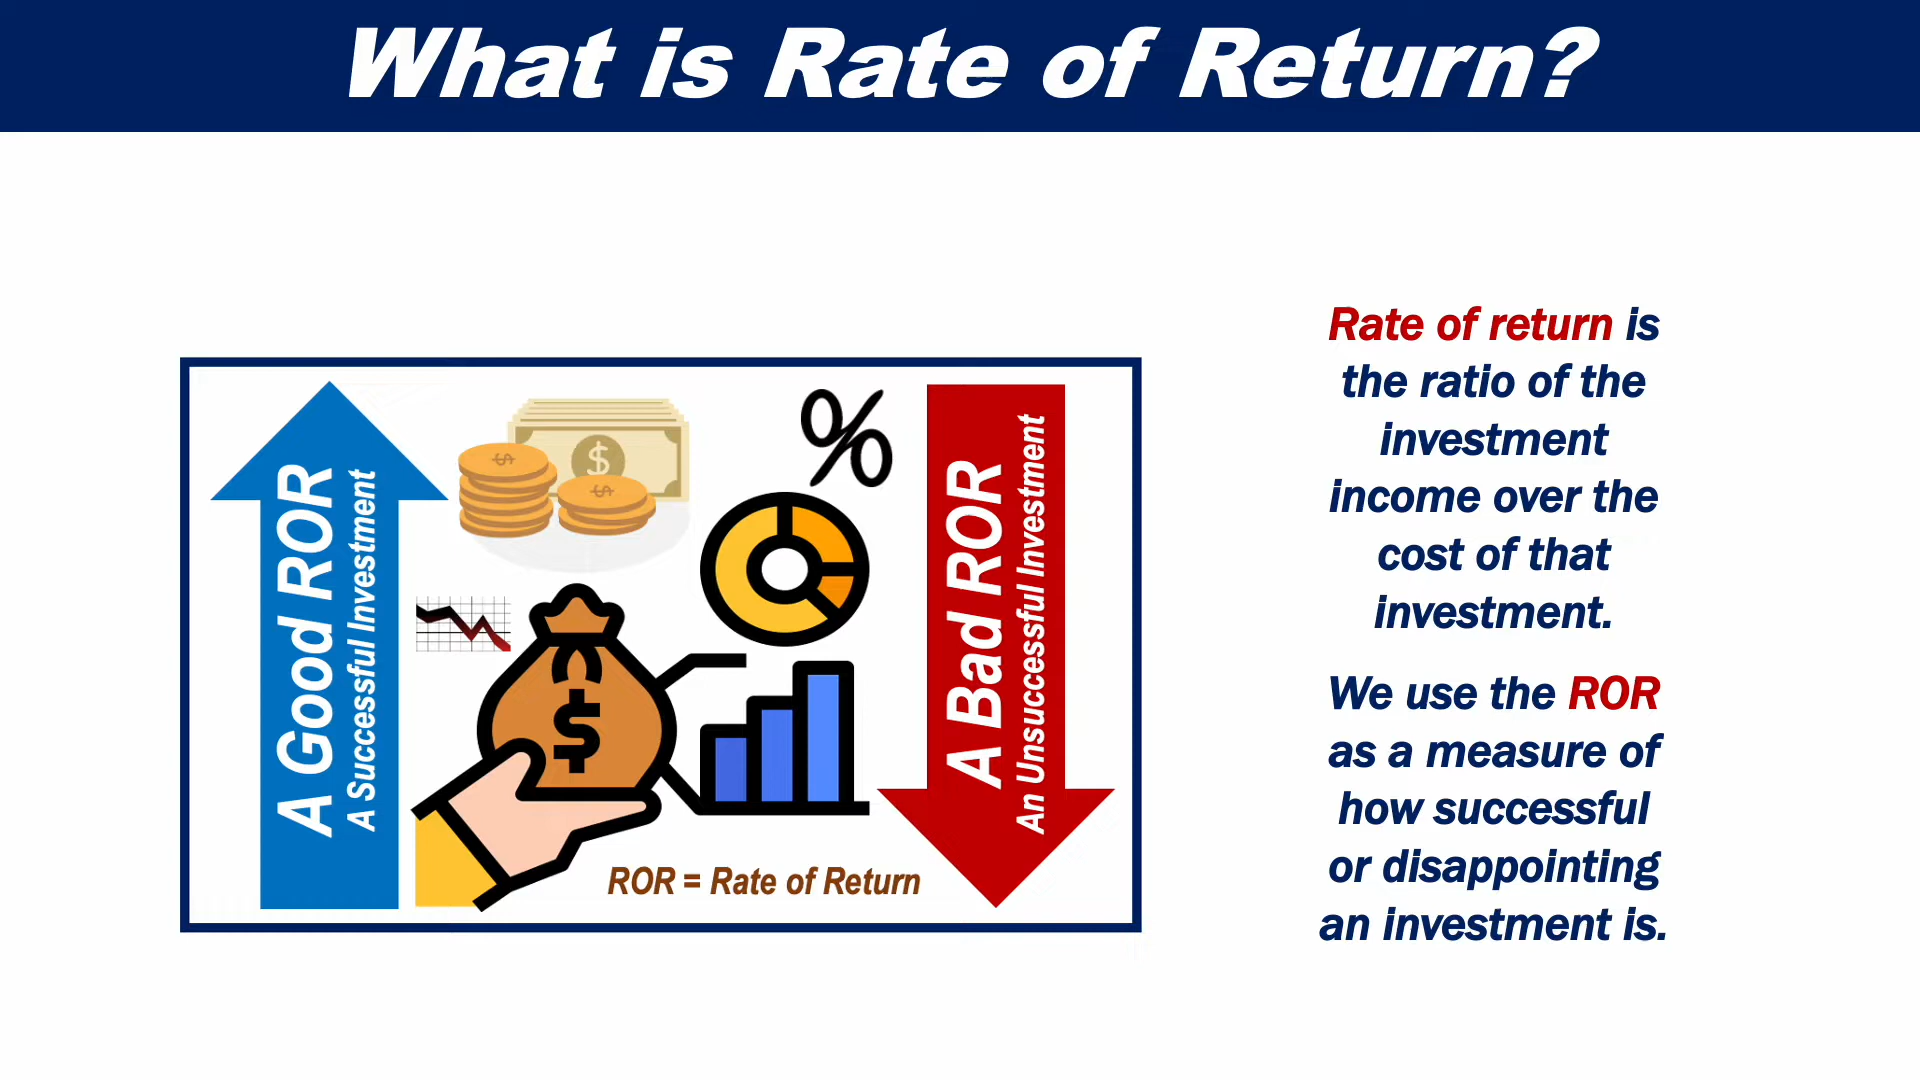 What is Rate of Return?
A Good ROR
A Successful Investment
$
$
$
%
$
A Bad ROR
An Unsuccessful Investment
ROR = Rate of Return
Rate of return is
the ratio of the
investment
income over the
cost of that
investment.
We use the ROR
as a measure of
how successful
or disappointing
an investment is.